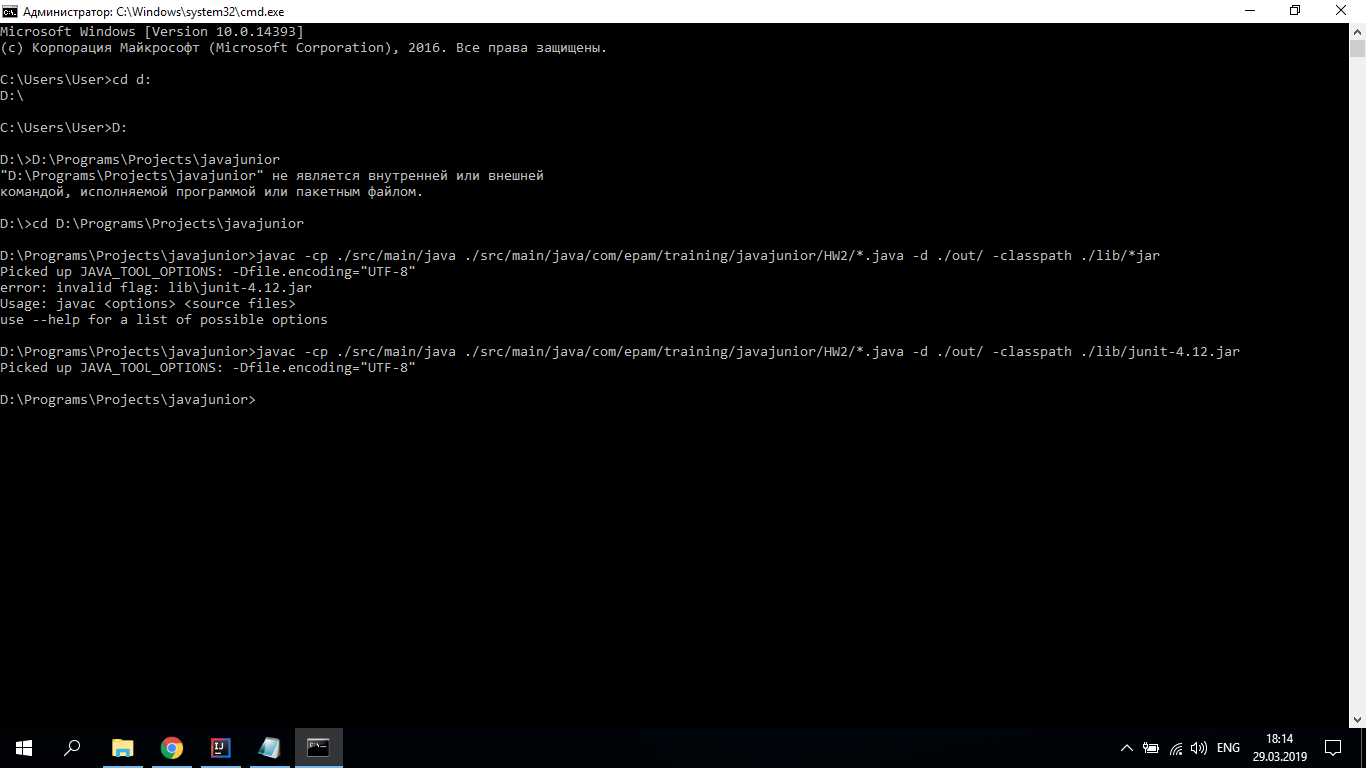 Администратор: C:\Windows\system32\cmd.exe
Microsoft Windows [Version 10.0.14393]
(c) Корпорация Майкрософт (Microsoft Corporation), 2016. Все права защищены.
C:\Users\User>cd d:
D:\
C:\Users\User>D:
D:\>D:\Programs\Projects\javajunior
"D:\Programs\Projects\javajunior" не является внутренней или внешней
командой, исполняемой программой или пакетным файлом.
D:\>cd D:\Programs\Projects\javajunior
D:\Programs\Projects\javajunior>javac -cp ./src/main/java ./src/main/java/com/epam/training/javajunior/HW2/*.java -d ./out/ -classpath ./lib/*jar
Picked up JAVA_TOOL_OPTIONS: -Dfile.encoding="UTF-8"
error: invalid flag: lib\junit-4.12.jar
Usage: javac <options> <source files>
use --help for a list of possible options
D:\Programs\Projects\javajunior>javac -cp ./src/main/java ./src/main/java/com/epam/training/javajunior/HW2/*.java -d ./out/ -classpath ./lib/junit-4.12.jar
Picked up JAVA_TOOL_OPTIONS: -Dfile.encoding="UTF-8"
D:\Programs\Projects\javajunior>
ENG
18:14
29.03.2019